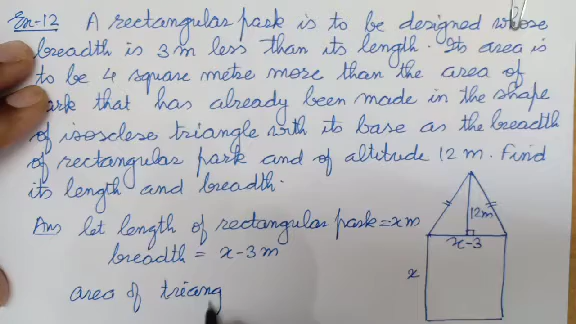 Ex-12 A rectangular park is to be designed whose
breadth is 3 m less than its length. Its area is
to be 4 square metre more than the area of
park that has already been made in the shape
of isosclese triangle with its base as the breadth
of rectangular park and of altitude 12 m. Find
its length and breadth.
Ans let length of rectangular park = x m
breadth = x - 3 m
area of triang
12m
x-3
x